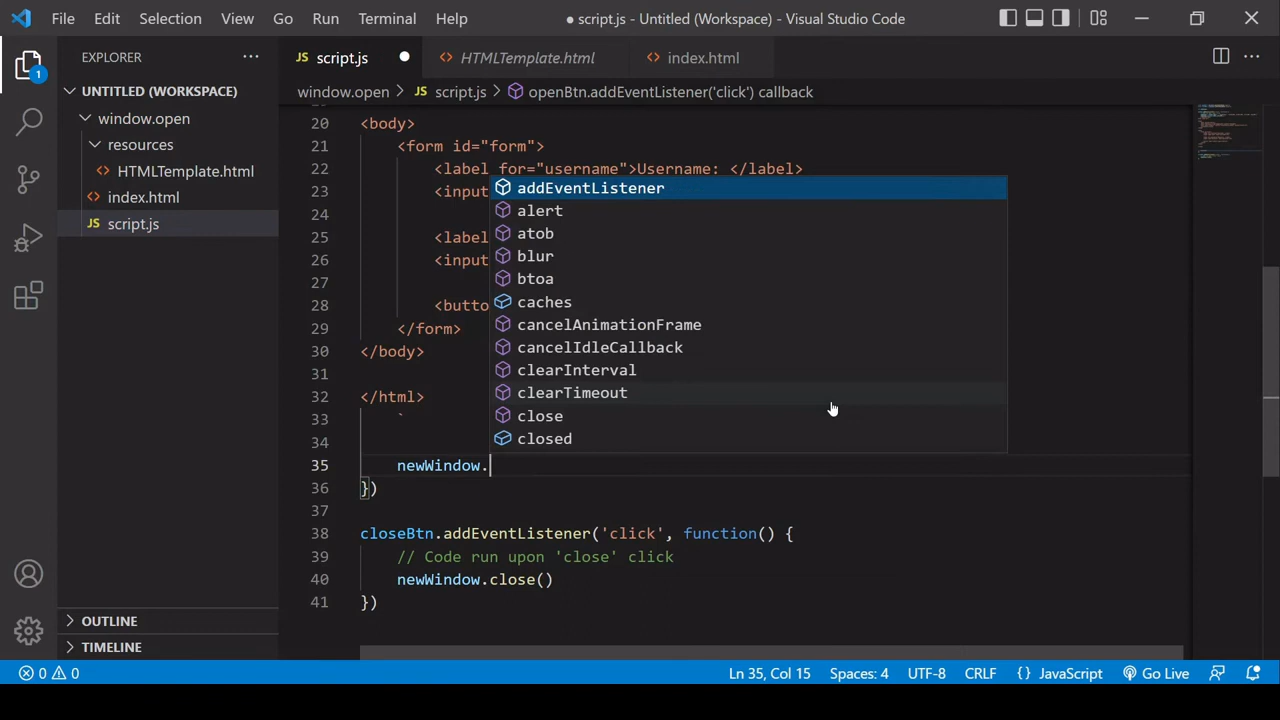 File Edit Selection View Go Run Terminal Help ● script.js - Untitled (Workspace) - Visual Studio Code
EXPLORER ···
JS script.js ● <> HTMLTemplate.html <> index.html
1
UNTITLED (WORKSPACE)
window.open
resources
<> HTMLTemplate.html
<> index.html
JS script.js
window.open > JS script.js > openBtn.addEventListener('click') callback
20 <body>
21 <form id="form">
22 <label for="username">Username: </label>
23 <input
24
25 <label
26 <input
27
28 <butto
29 </form>
30 </body>
31
32 </html>
33 `
34
35 newWindow.
36 })
37
38 closeBtn.addEventListener('click', function() {
39 // Code run upon 'close' click
40 newWindow.close()
41 })
addEventListener
alert
atob
blur
btoa
caches
cancelAnimationFrame
cancelIdleCallback
clearInterval
clearTimeout
close
closed
OUTLINE
TIMELINE
0 0 Ln 35, Col 15 Spaces: 4 UTF-8 CRLF {} JavaScript Go Live